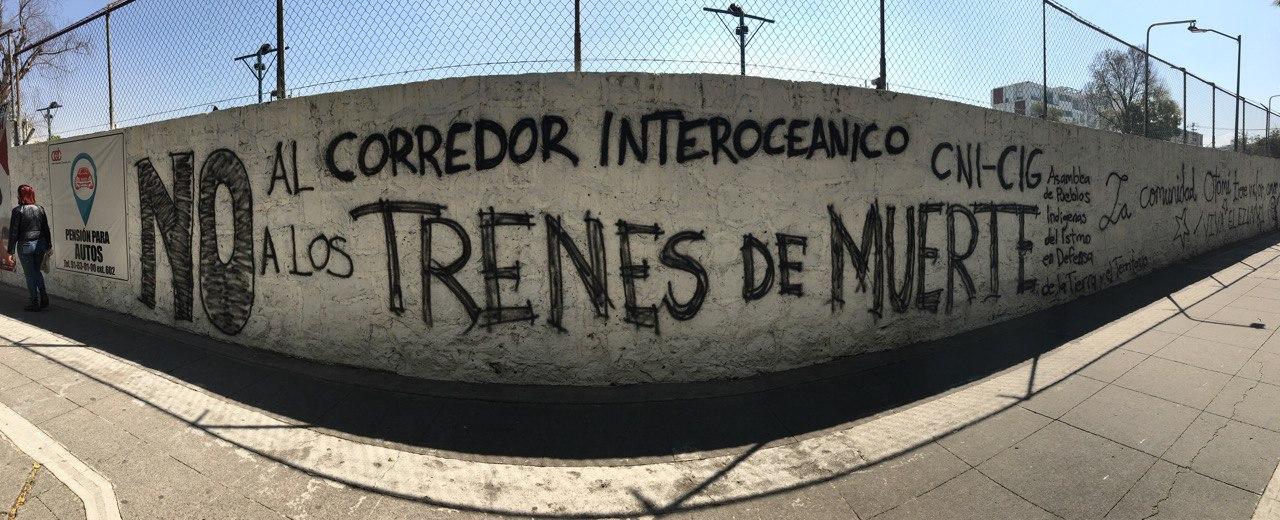 PENSIÓN PARA
AUTOS
NO
AL CORREDOR INTEROCEANICO
A LOS TRENES DE MUERTE
CNI-CIG
Asamblea
de Pueblos
Indígenas
del Istmo
en Defensa
de la Tierra y el Territorio
La comunidad Otomí